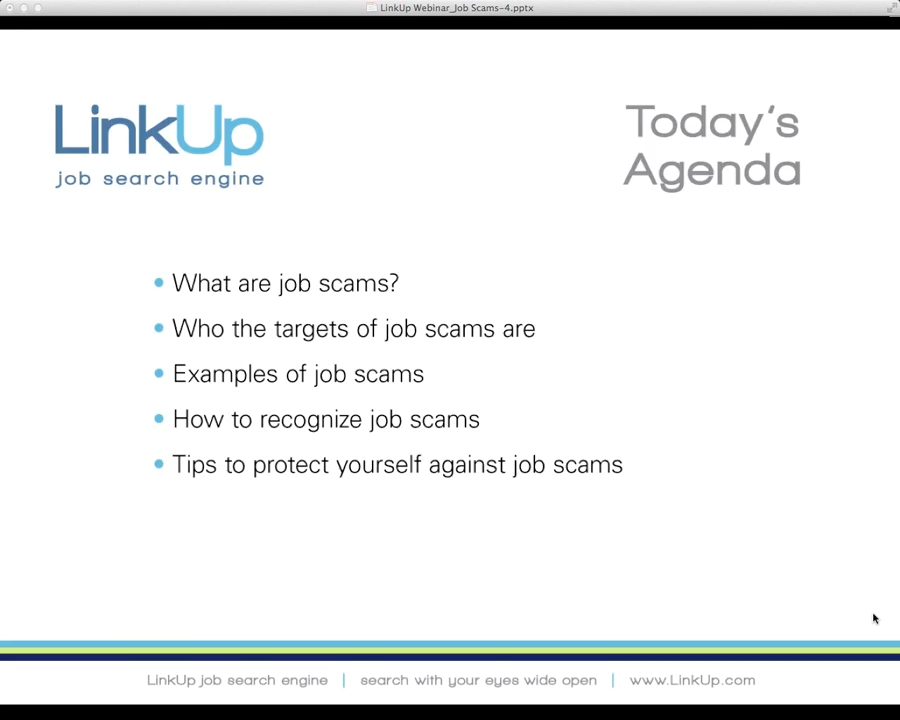 LinkUp Webinar_Job Scams-4.pptx
LinkUp
job search engine
Today's
Agenda
• What are job scams?
• Who the targets of job scams are
• Examples of job scams
• How to recognize job scams
• Tips to protect yourself against job scams
LinkUp job search engine | search with your eyes wide open | www.LinkUp.com